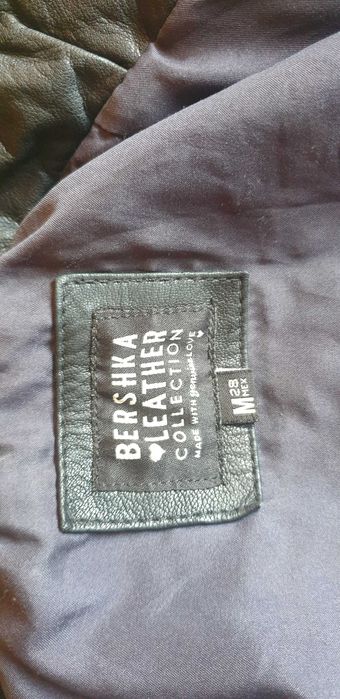 BERSHKA
LEATHER
COLLECTION
MADE WITH genuine LOVE
M 28
MEX